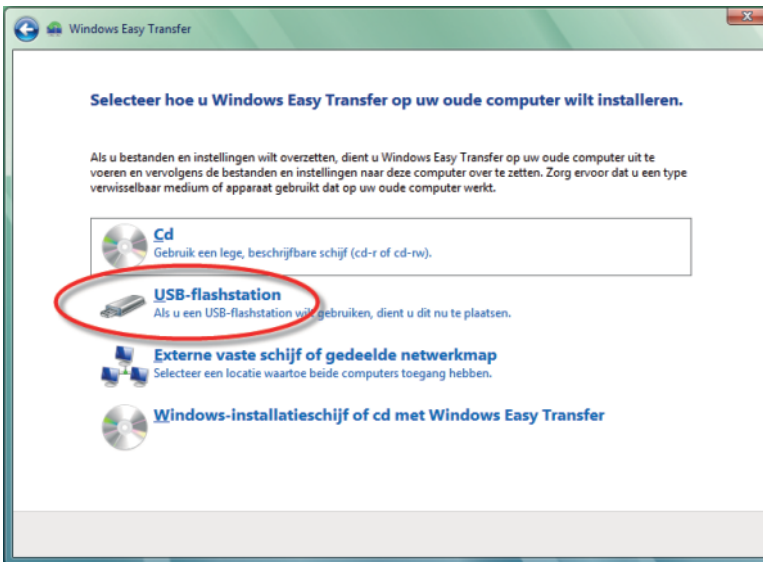 Windows Easy Transfer
Selecteer hoe u Windows Easy Transfer op uw oude computer wilt installeren.
Als u bestanden en instellingen wilt overzetten, dient u Windows Easy Transfer op uw oude computer uit te
voeren en vervolgens de bestanden en instellingen naar deze computer over te zetten. Zorg ervoor dat u een type
verwisselbaar medium of apparaat gebruikt dat op uw oude computer werkt.
Cd
Gebruik een lege, beschrijfbare schijf (cd-r of cd-rw).
USB-flashstation
Als u een USB-flashstation wilt gebruiken, dient u dit nu te plaatsen.
Externe vaste schijf of gedeelde netwerkmap
Selecteer een locatie waartoe beide computers toegang hebben.
Windows-installatieschijf of cd met Windows Easy Transfer